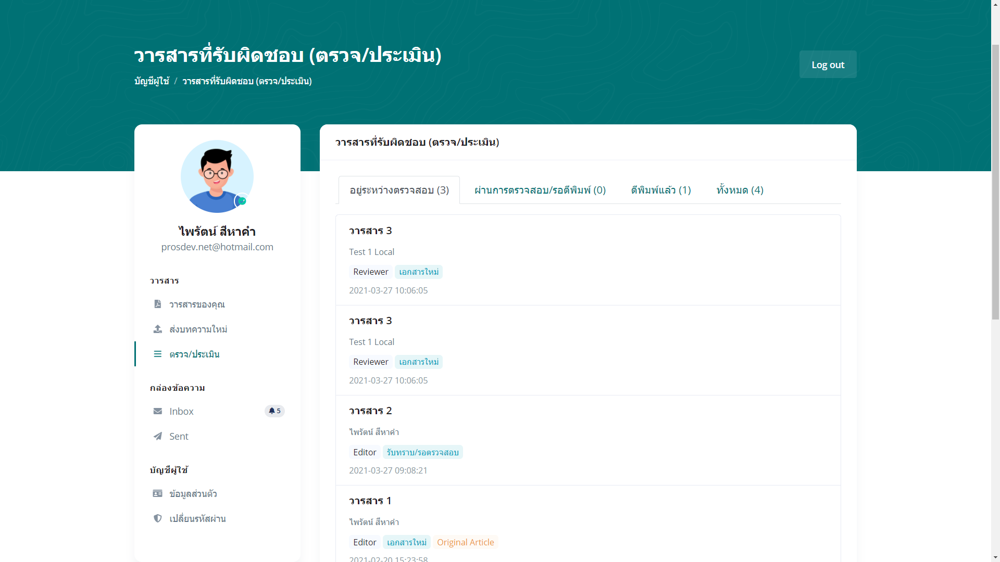 วารสารที่รับผิดชอบ (ตรวจ/ประเมิน)
บัญชีผู้ใช้ / วารสารที่รับผิดชอบ (ตรวจ/ประเมิน)
Log out
ไพรัตน์ สีหาคำ
prosdev.net@hotmail.com
วารสาร
วารสารของคุณ
ส่งบทความใหม่
ตรวจ/ประเมิน
กล่องข้อความ
Inbox 5
Sent
บัญชีผู้ใช้
ข้อมูลส่วนตัว
เปลี่ยนรหัสผ่าน
วารสารที่รับผิดชอบ (ตรวจ/ประเมิน)
อยู่ระหว่างตรวจสอบ (3) ผ่านการตรวจสอบ/รอตีพิมพ์ (0) ตีพิมพ์แล้ว (1) ทั้งหมด (4)
วารสาร 3
Test 1 Local
Reviewer เอกสารใหม่
2021-03-27 10:06:05
วารสาร 3
Test 1 Local
Reviewer เอกสารใหม่
2021-03-27 10:06:05
วารสาร 2
ไพรัตน์ สีหาคำ
Editor รับทราบ/รอตรวจสอบ
2021-03-27 09:08:21
วารสาร 1
ไพรัตน์ สีหาคำ
Editor เอกสารใหม่ Original Article
2021-02-20 15:23:58